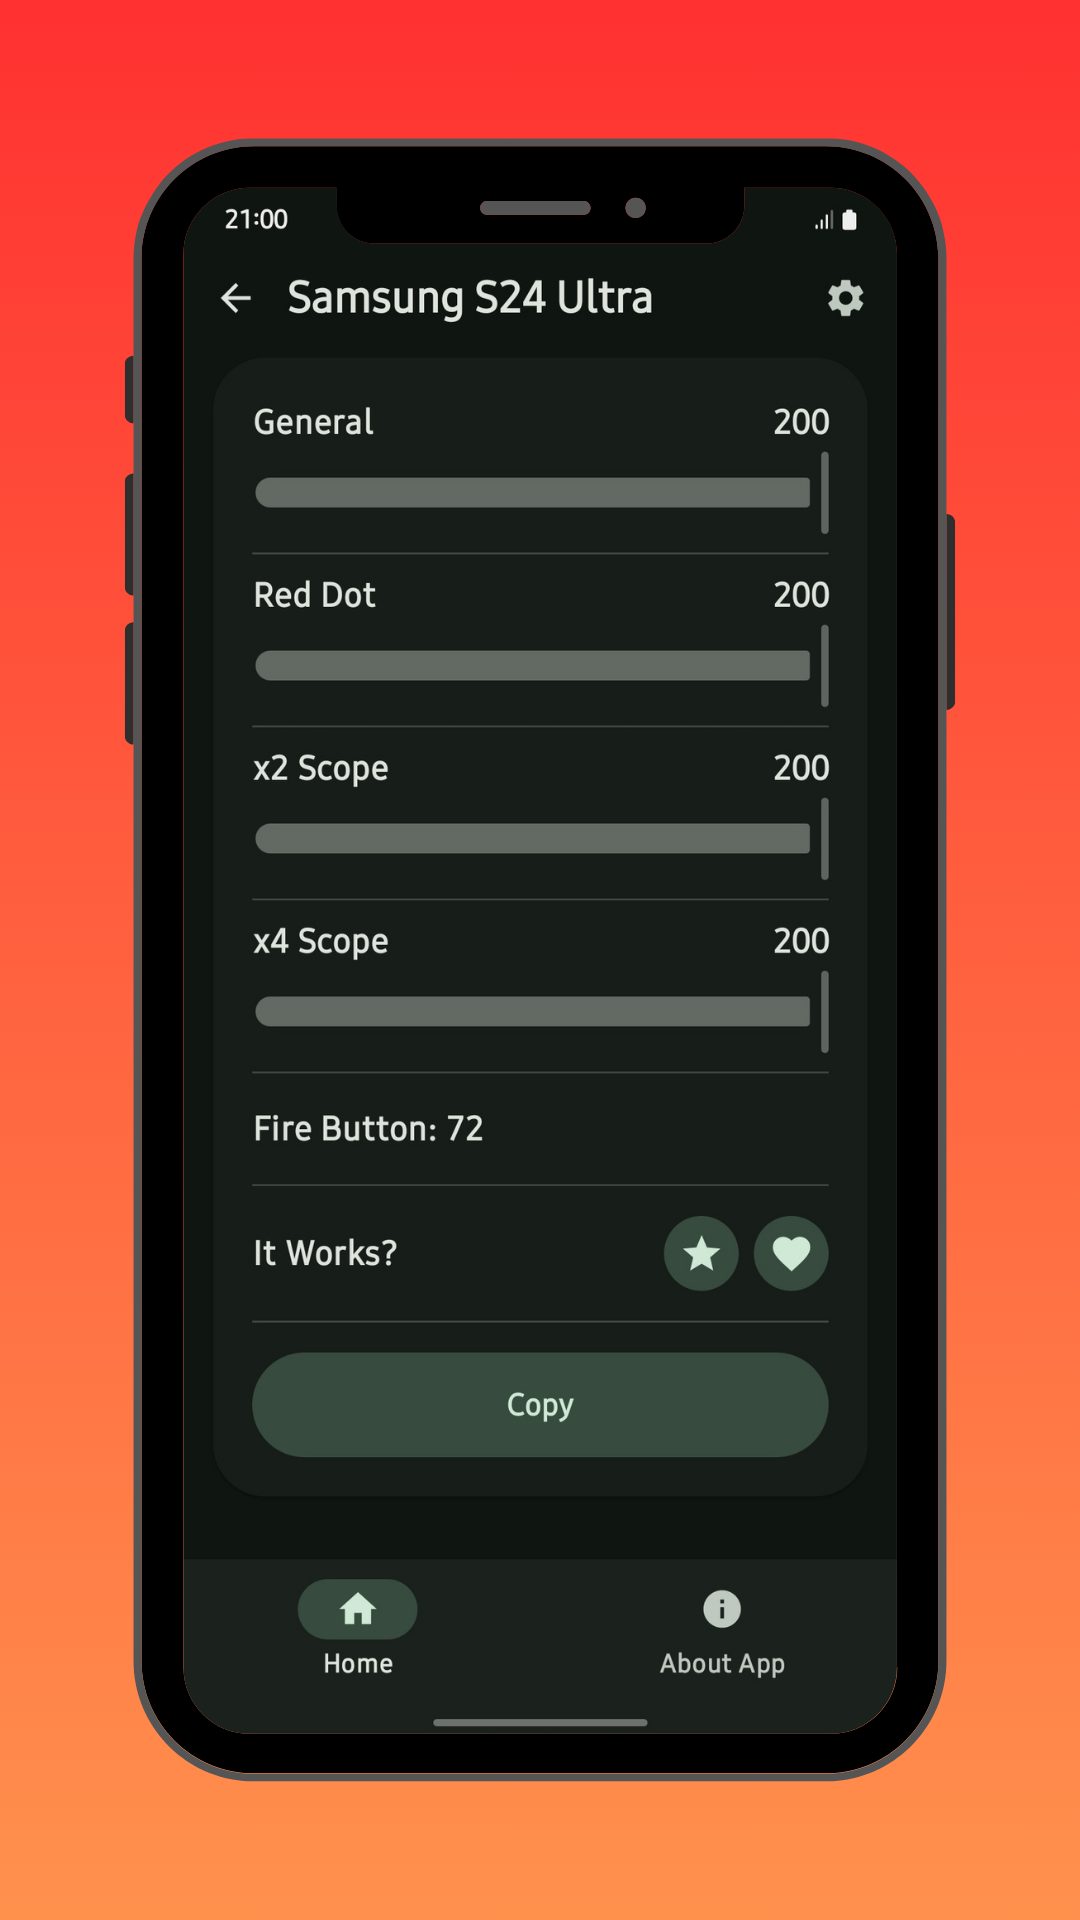 21:00
Samsung S24 Ultra
General 200
Red Dot 200
x2 Scope 200
x4 Scope 200
Fire Button: 72
It Works?
Copy
Home About App